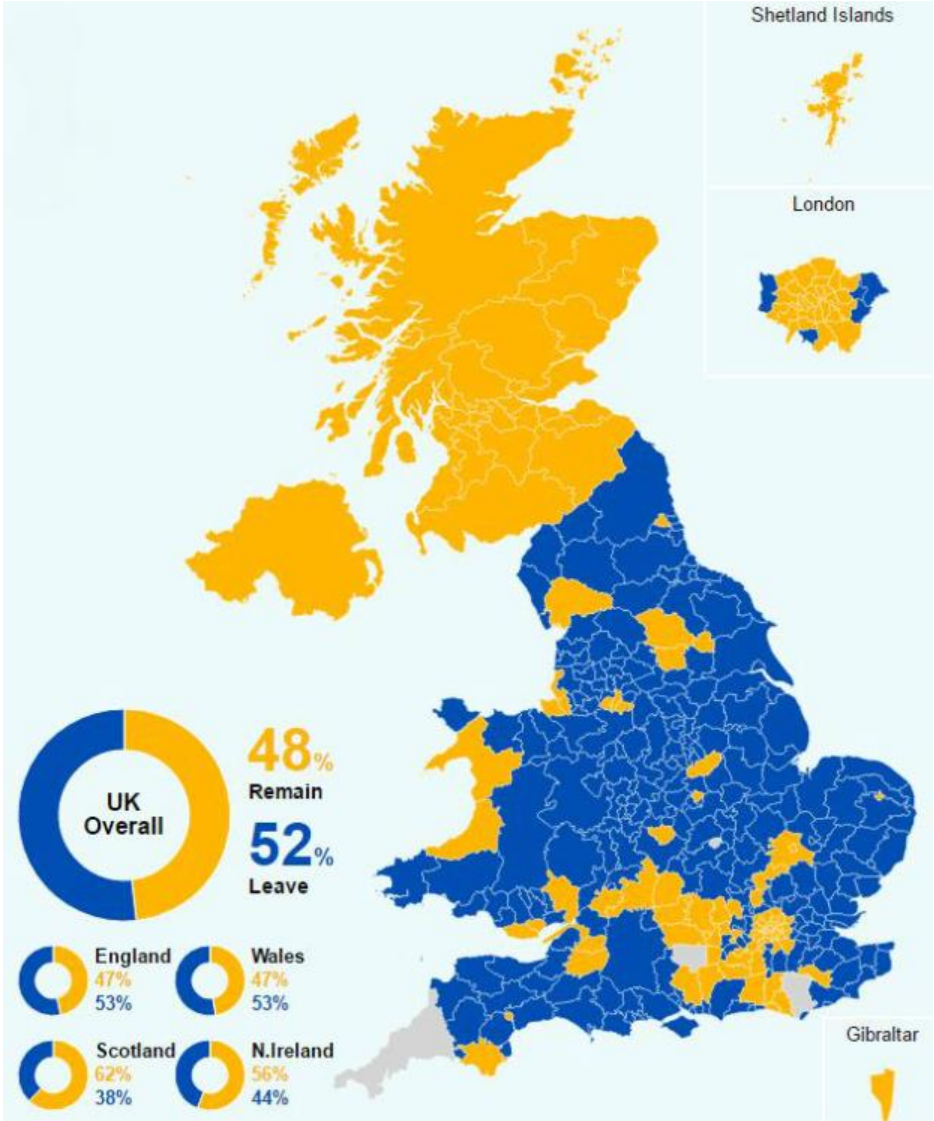 Shetland Islands
London
UK
Overall
48%
Remain
52%
Leave
England
47%
53%
Wales
47%
53%
Scotland
62%
38%
N.Ireland
56%
44%
Gibraltar